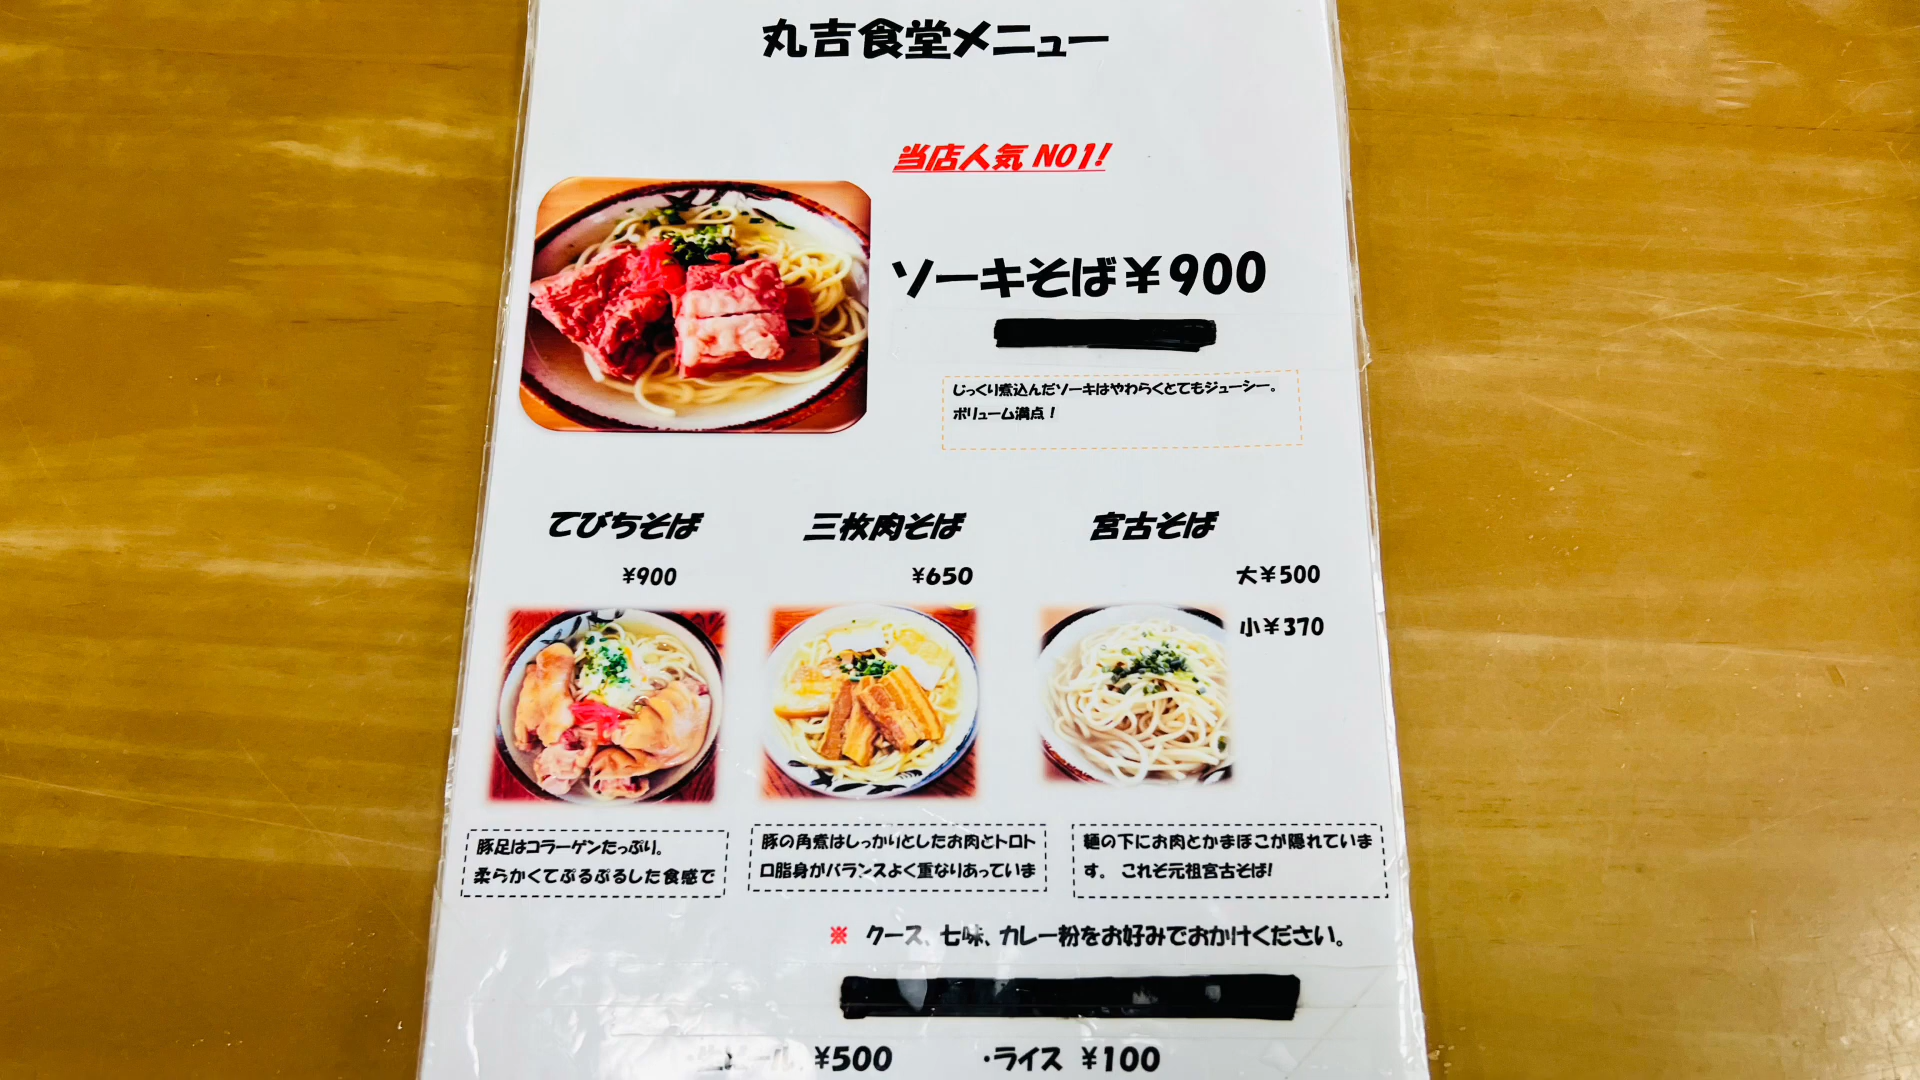 丸吉食堂メニュー
当店人気NO1!
ソーキそば￥900
じっくり煮込んだソーキはやわらくとてもジューシー。
ボリューム満点！
てびちそば
¥900
三枚肉そば
¥650
宮古そば
大￥500
小￥370
豚足はコラーゲンたっぷり。
柔らかくてぷるぷるした食感で
豚の角煮はしっかりとしたお肉とトロト
ロ脂身がバランスよく重なりあっていま
麺の下にお肉とかまぼこが隠れていま
す。 これぞ元祖宮古そば!
※ クース、七味、カレー粉をお好みでおかけください。
・生ビール ¥500
・ライス ¥100